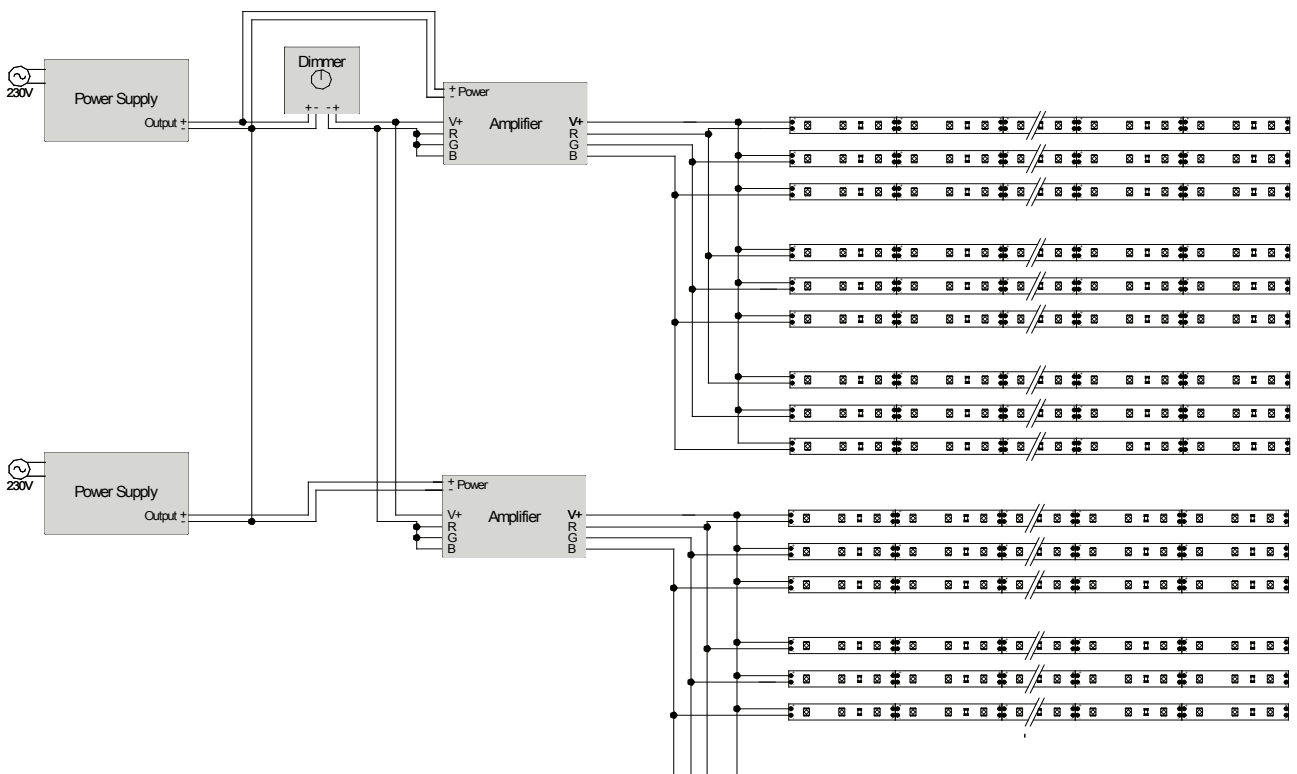 Dimmer
+ - - +
230V
Power Supply
Output +
-
+ Power
-
V+ Amplifier V+
R R
G G
B B
230V
Power Supply
Output +
-
+ Power
-
V+ Amplifier V+
R R
G G
B B